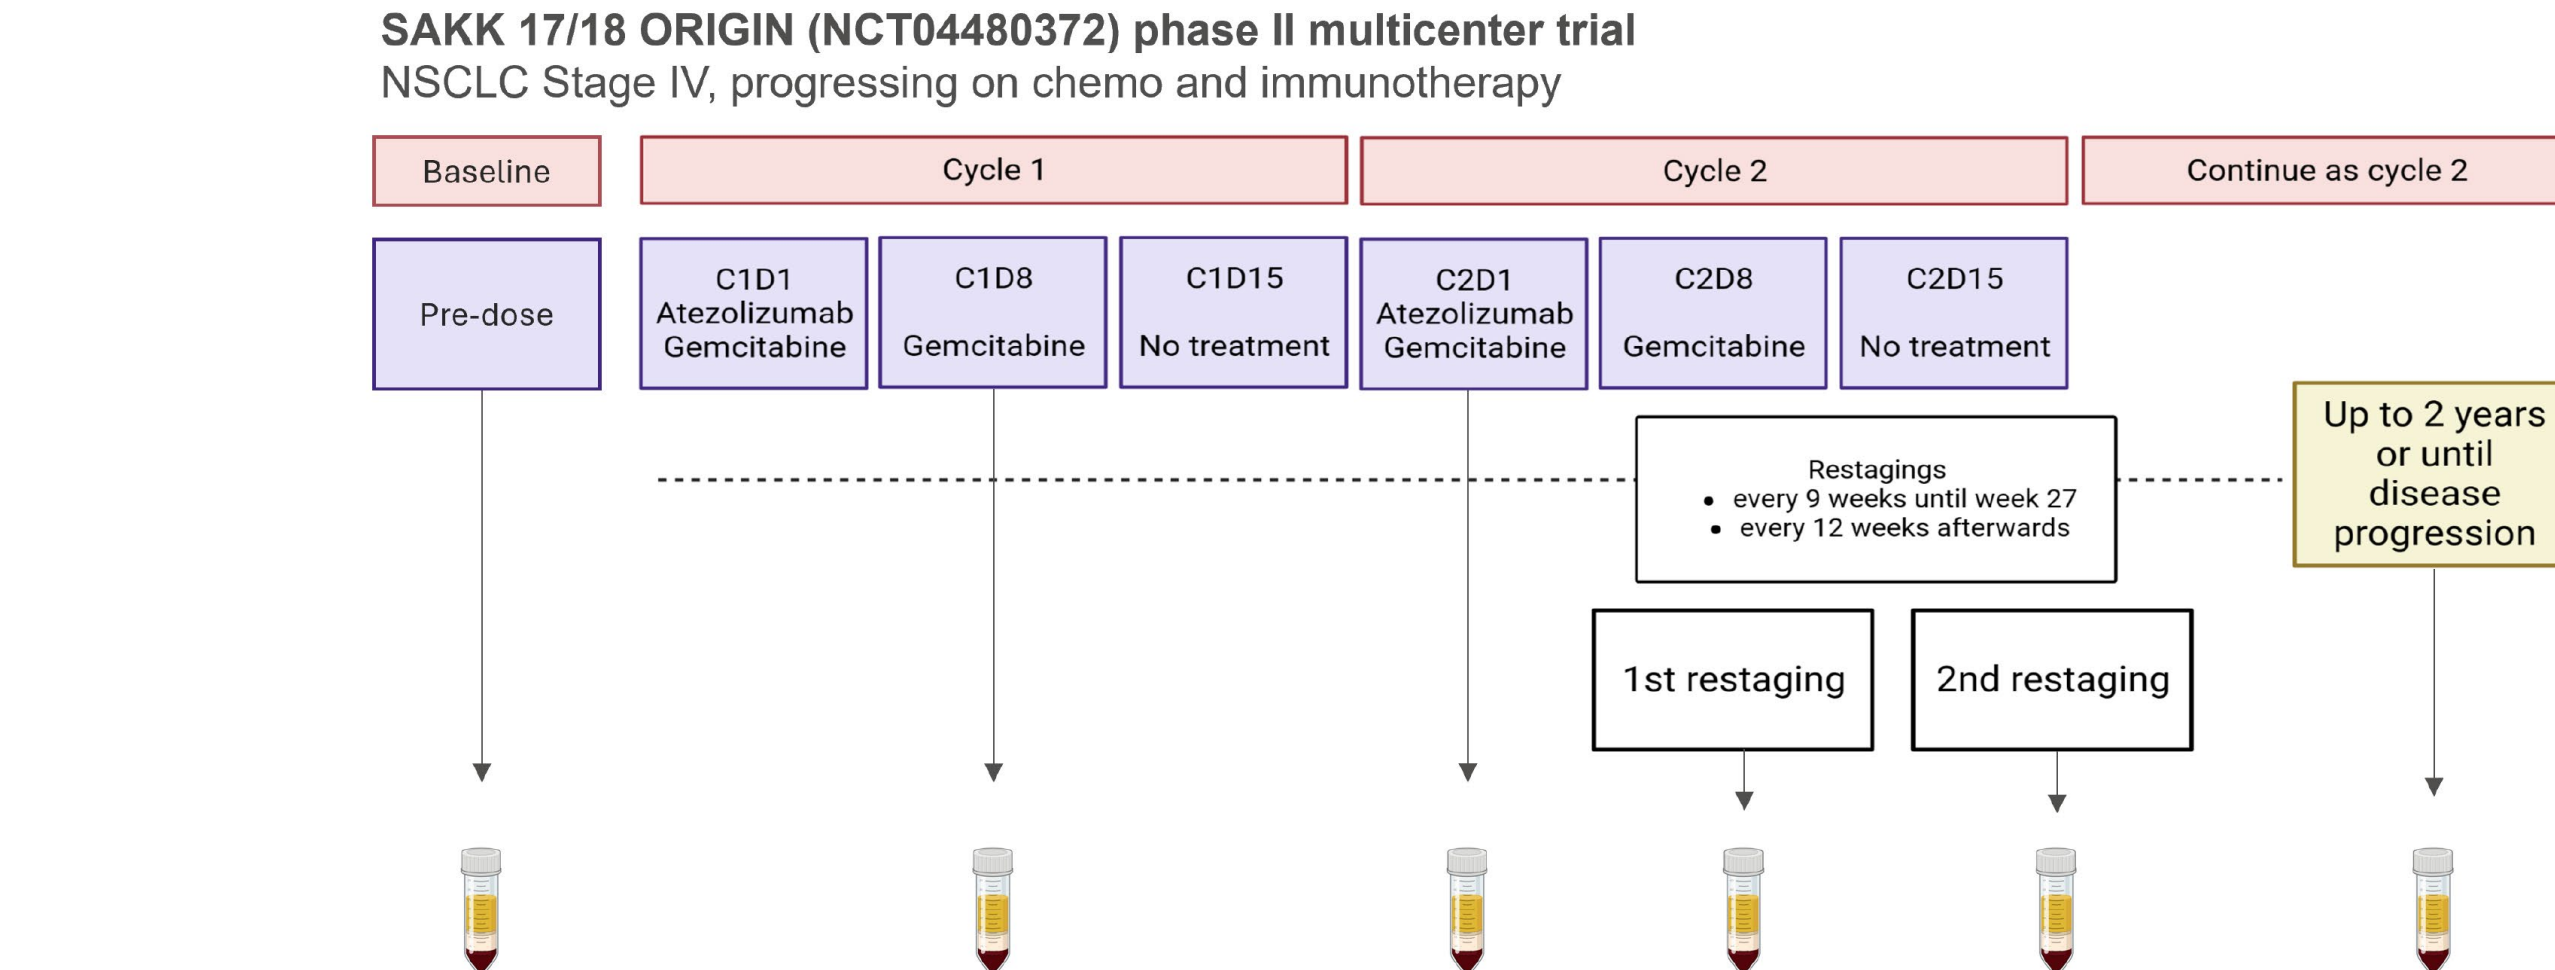 SAKK 17/18 ORIGIN (NCT04480372) phase II multicenter trial
NSCLC Stage IV, progressing on chemo and immunotherapy
Baseline
Cycle 1
Cycle 2
Continue as cycle 2
Pre-dose
C1D1
Atezolizumab
Gemcitabine
C1D8
Gemcitabine
C1D15
No treatment
C2D1
Atezolizumab
Gemcitabine
C2D8
Gemcitabine
C2D15
No treatment
Restagings
• every 9 weeks until week 27
• every 12 weeks afterwards
Up to 2 years
or until
disease
progression
1st restaging
2nd restaging